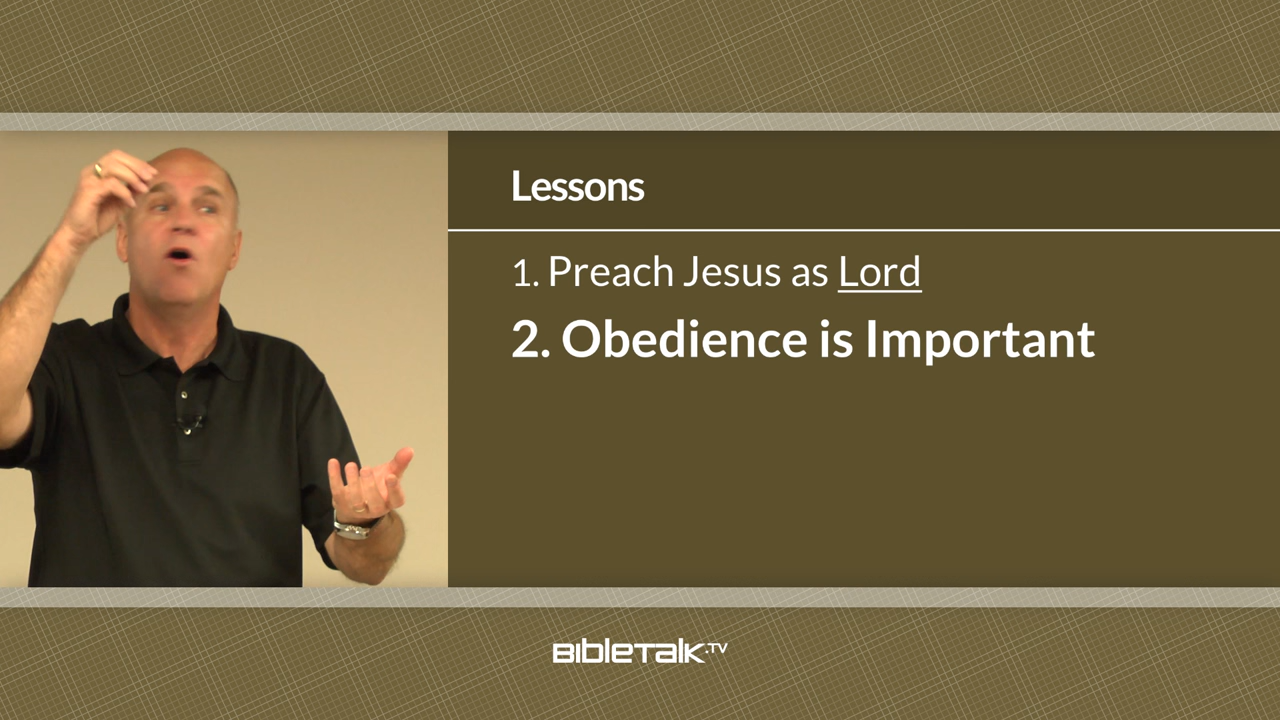 Lessons
1. Preach Jesus as Lord
2. Obedience is Important
BIBLETALK.TV